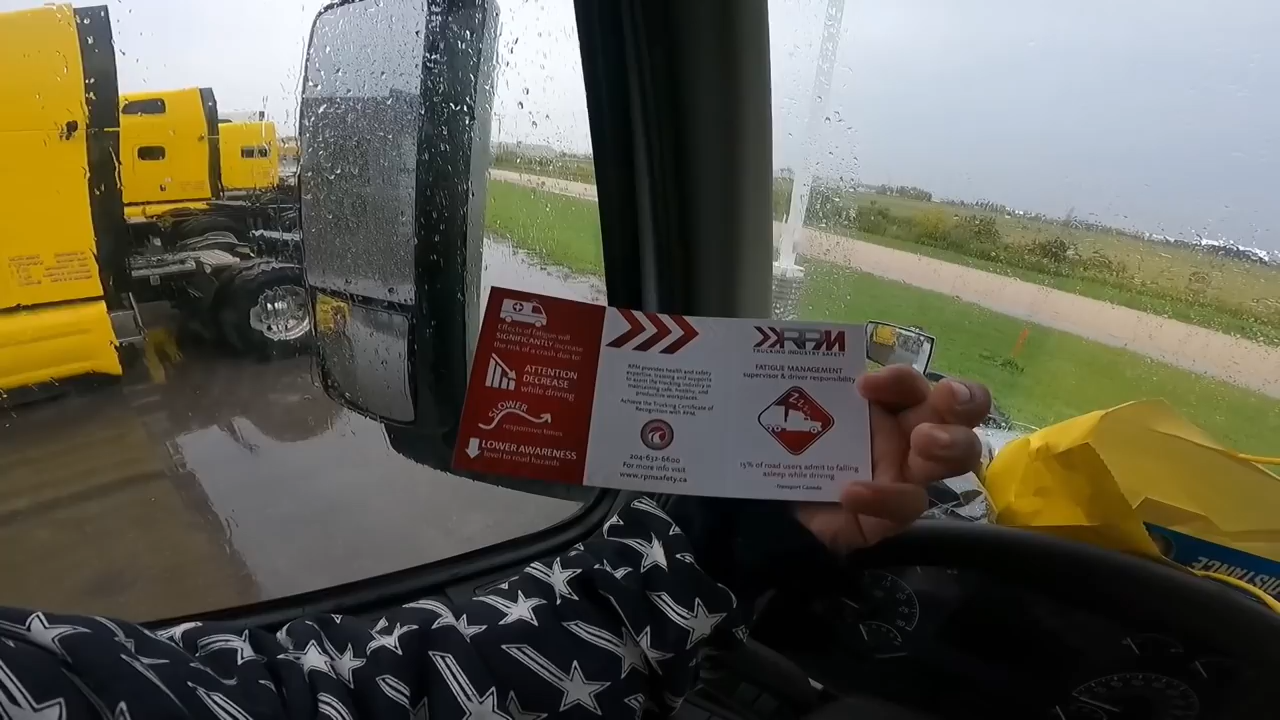 Effects of fatigue will
SIGNIFICANTLY increase
the risk of a crash due to:
ATTENTION
DECREASE
while driving
SLOWER
responsive times
LOWER AWARENESS
level to road hazards
RPM provides health and safety
expertise, training and supports
to assist the trucking industry in
maintaining safe, healthy, and
productive workplaces.
Achieve the Trucking Certificate of
Recognition with RPM.
204-632-6600
For more info visit
www.rpmsafety.ca
RPM
TRUCKING INDUSTRY SAFETY
FATIGUE MANAGEMENT
supervisor & driver responsibility
ZZZZ
15% of road users admit to falling
asleep while driving
- Transport Canada
ISTANCE